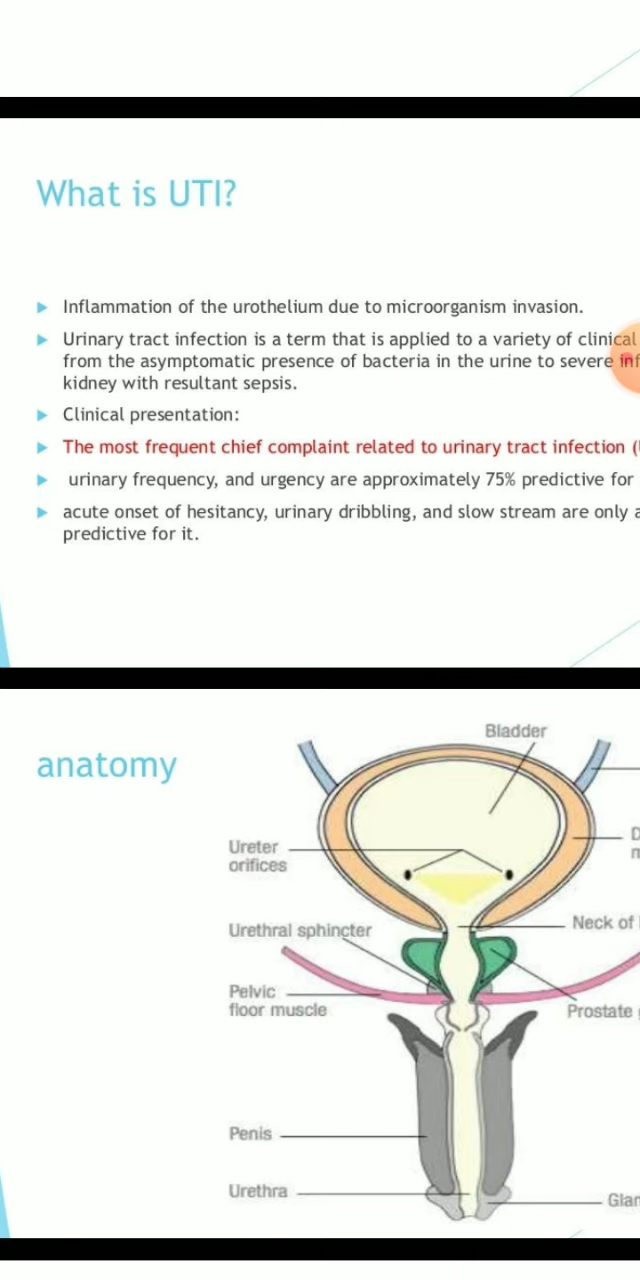 What is UTI?
Inflammation of the urothelium due to microorganism invasion.
Urinary tract infection is a term that is applied to a variety of clinical
from the asymptomatic presence of bacteria in the urine to severe
kidney with resultant sepsis.
Clinical presentation:
The most frequent chief complaint related to urinary tract infection (
urinary frequency, and urgency are approximately 75% predictive for
acute onset of hesitancy, urinary dribbling, and slow stream are only
predictive for it.
anatomy
Bladder
Ureter
orifices
Urethral sphincter
Neck of
Pelvic
floor muscle
Prostate
Penis
Urethra